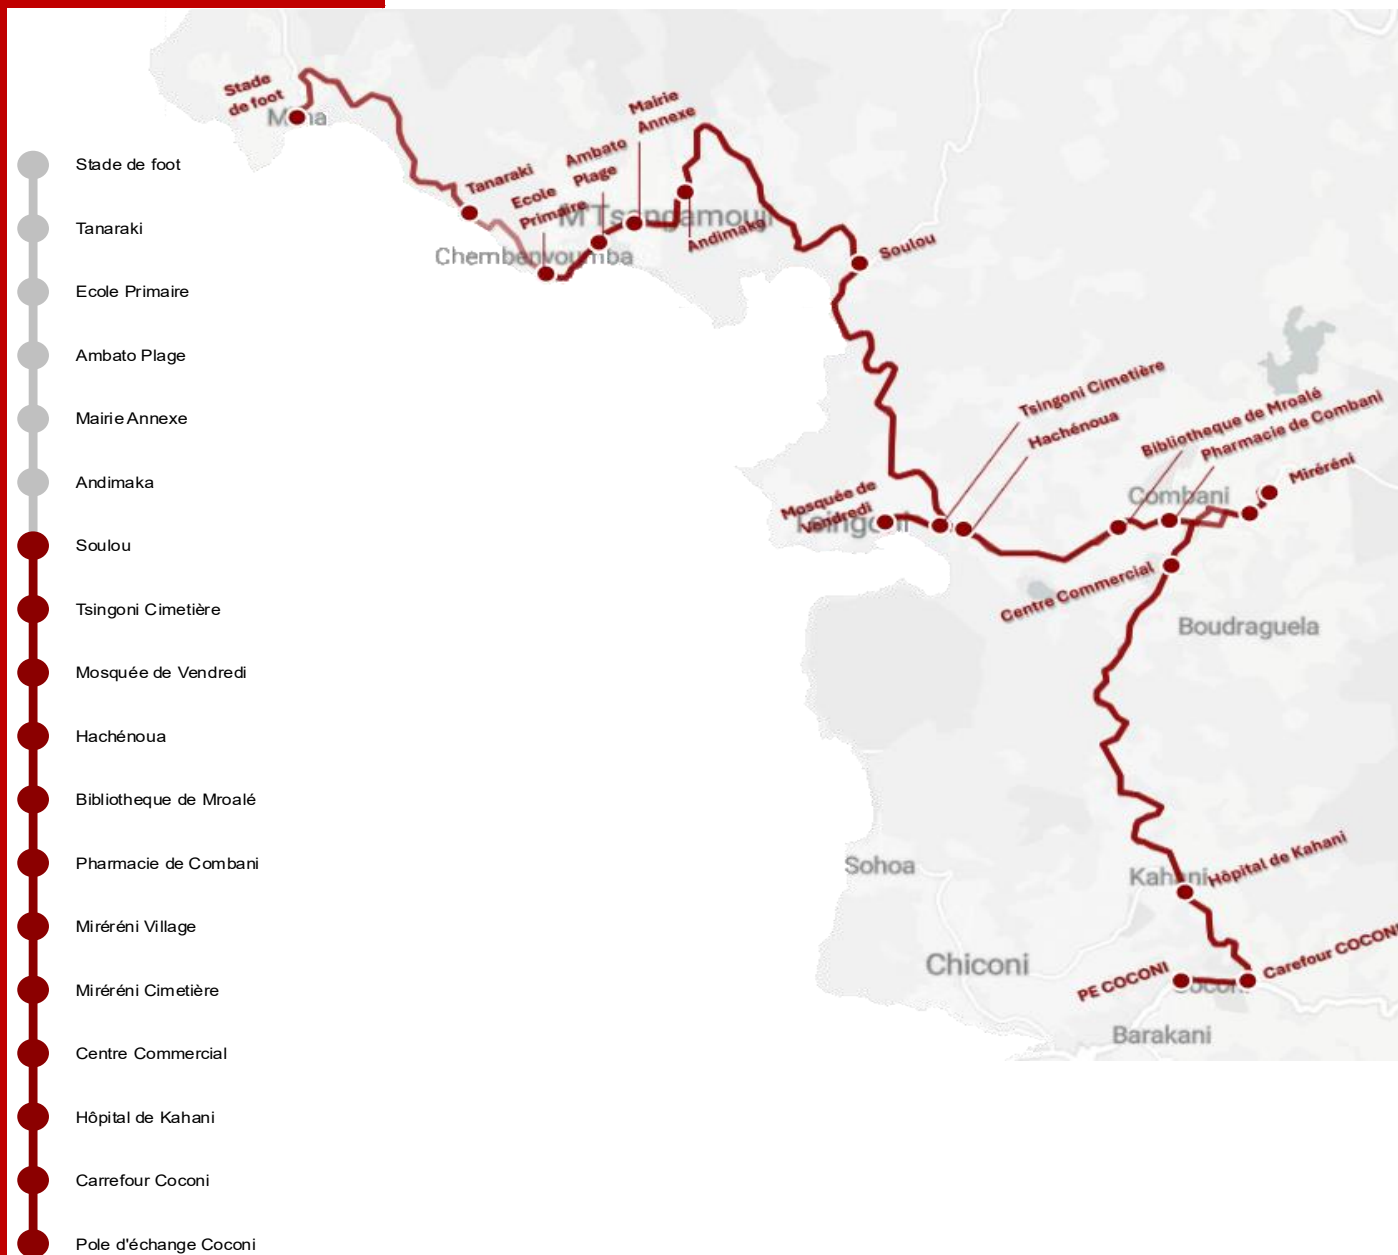 Stade de foot
Tanaraki
Ecole Primaire
Ambato Plage
Mairie Annexe
Andimaka
Soulou
Tsingoni Cimetière
Mosquée de Vendredi
Hachénoua
Bibliotheque de Mroalé
Pharmacie de Combani
Miréréni Village
Miréréni Cimetière
Centre Commercial
Hôpital de Kahani
Carrefour Coconi
Pole d'échange Coconi
Stade
de foot
Tanaraki
Ecole
Primaire
Ambato
Plage
Mairie
Annexe
M'Tsangamouji
Andimaka
Chembenyoumba
Soulou
Tsingoni Cimetière
Hachénoua
Bibliotheque de Mroalé
Pharmacie de Combani
Miréréni
Combani
Mosquée de
Vendredi
Tsingoni
Centre Commercial
Boudraguela
Sohoa
Kahani
Hôpital de Kahani
Chiconi
PE COCONI
Coconi
Carefour COCONI
Barakani